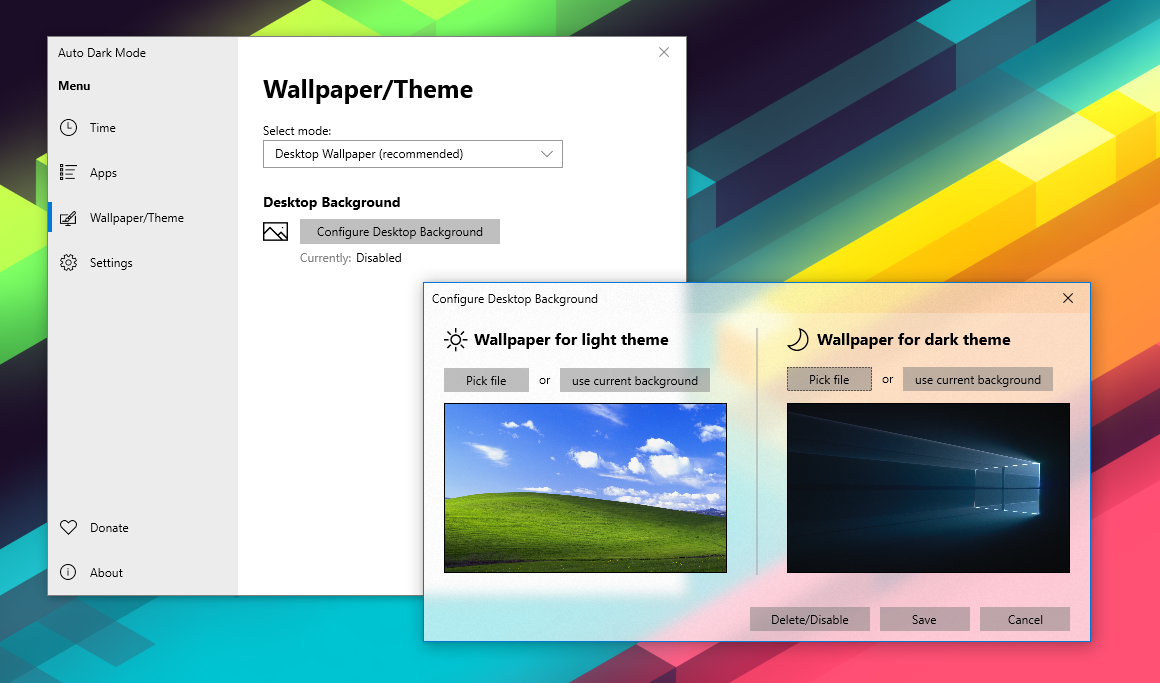 Auto Dark Mode
Menu
Time
Apps
Wallpaper/Theme
Settings
Donate
About
Wallpaper/Theme
Select mode:
Desktop Wallpaper (recommended)
Desktop Background
Configure Desktop Background
Currently: Disabled
Configure Desktop Background
Wallpaper for light theme
Pick file or use current background
Wallpaper for dark theme
Pick file or use current background
Delete/Disable Save Cancel